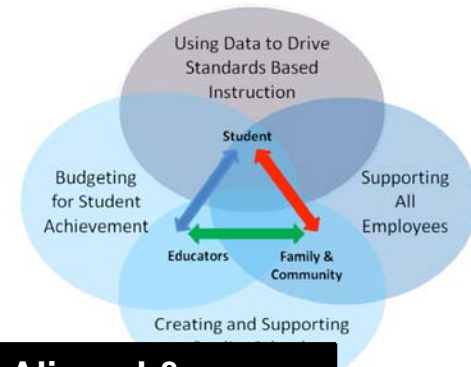 Using Data to Drive
Standards Based
Instruction
Student
Budgeting
for Student
Achievement
Supporting
All
Employees
Educators
Family &
Community
Creating and Supporting